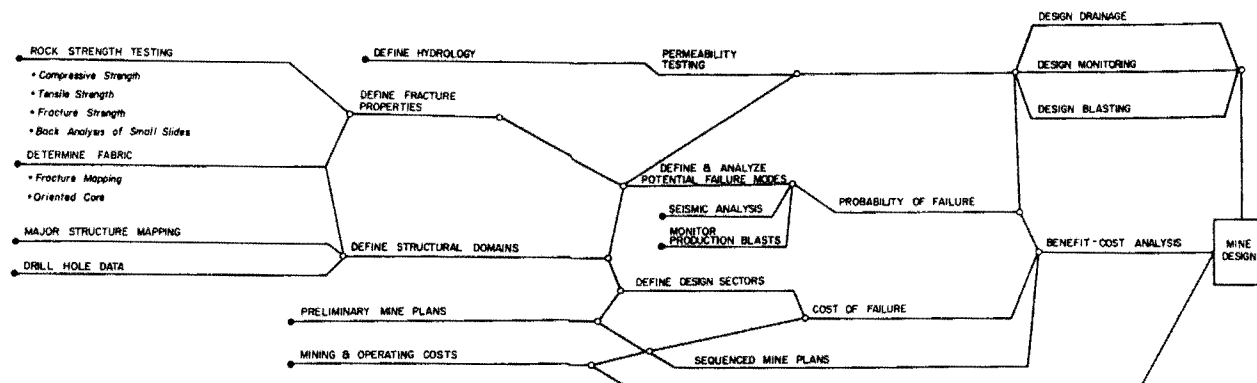 DESIGN DRAINAGE
ROCK STRENGTH TESTING
DEFINE HYDROLOGY
PERMEABILITY
TESTING
DESIGN MONITORING
• Compressive Strength
• Tensile Strength
• Fracture Strength
• Back Analysis of Small Slides
DEFINE FRACTURE
PROPERTIES
DESIGN BLASTING
DETERMINE FABRIC
• Fracture Mapping
• Oriented Core
DEFINE & ANALYZE
POTENTIAL FAILURE MODES
SEISMIC ANALYSIS
PROBABILITY OF FAILURE
MONITOR
PRODUCTION BLASTS
MAJOR STRUCTURE MAPPING
DEFINE STRUCTURAL DOMAINS
BENEFIT-COST ANALYSIS
MINE
DESIGN
DRILL HOLE DATA
DEFINE DESIGN SECTORS
PRELIMINARY MINE PLANS
COST OF FAILURE
MINING & OPERATING COSTS
SEQUENCED MINE PLANS